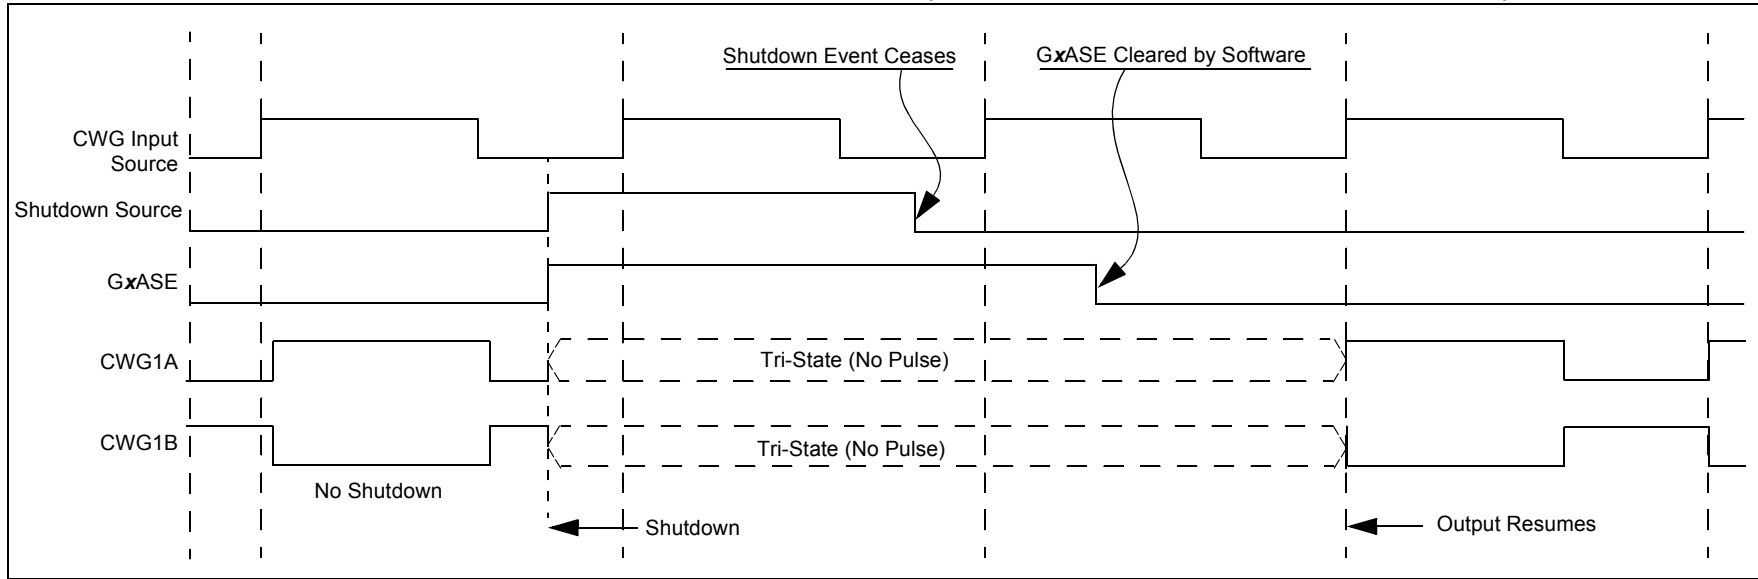 Shutdown Event Ceases
GxASE Cleared by Software
CWG Input
Source
Shutdown Source
GxASE
CWG1A
Tri-State (No Pulse)
CWG1B
Tri-State (No Pulse)
No Shutdown
Shutdown
Output Resumes